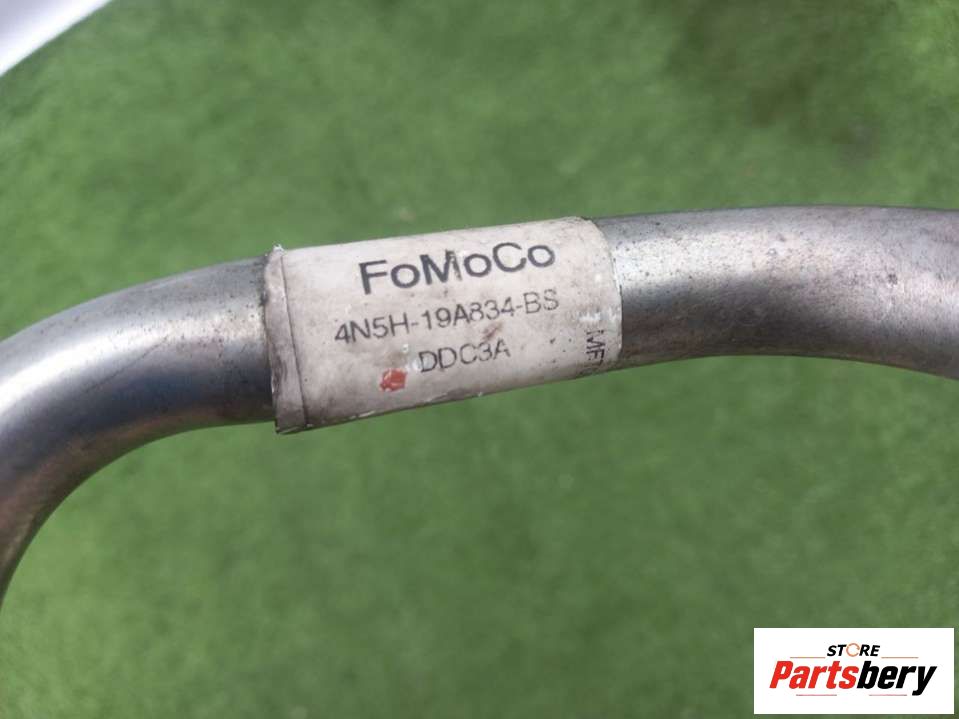 FoMoCo
4N5H-19A834-BS
DDC3A
STORE
Partsbery